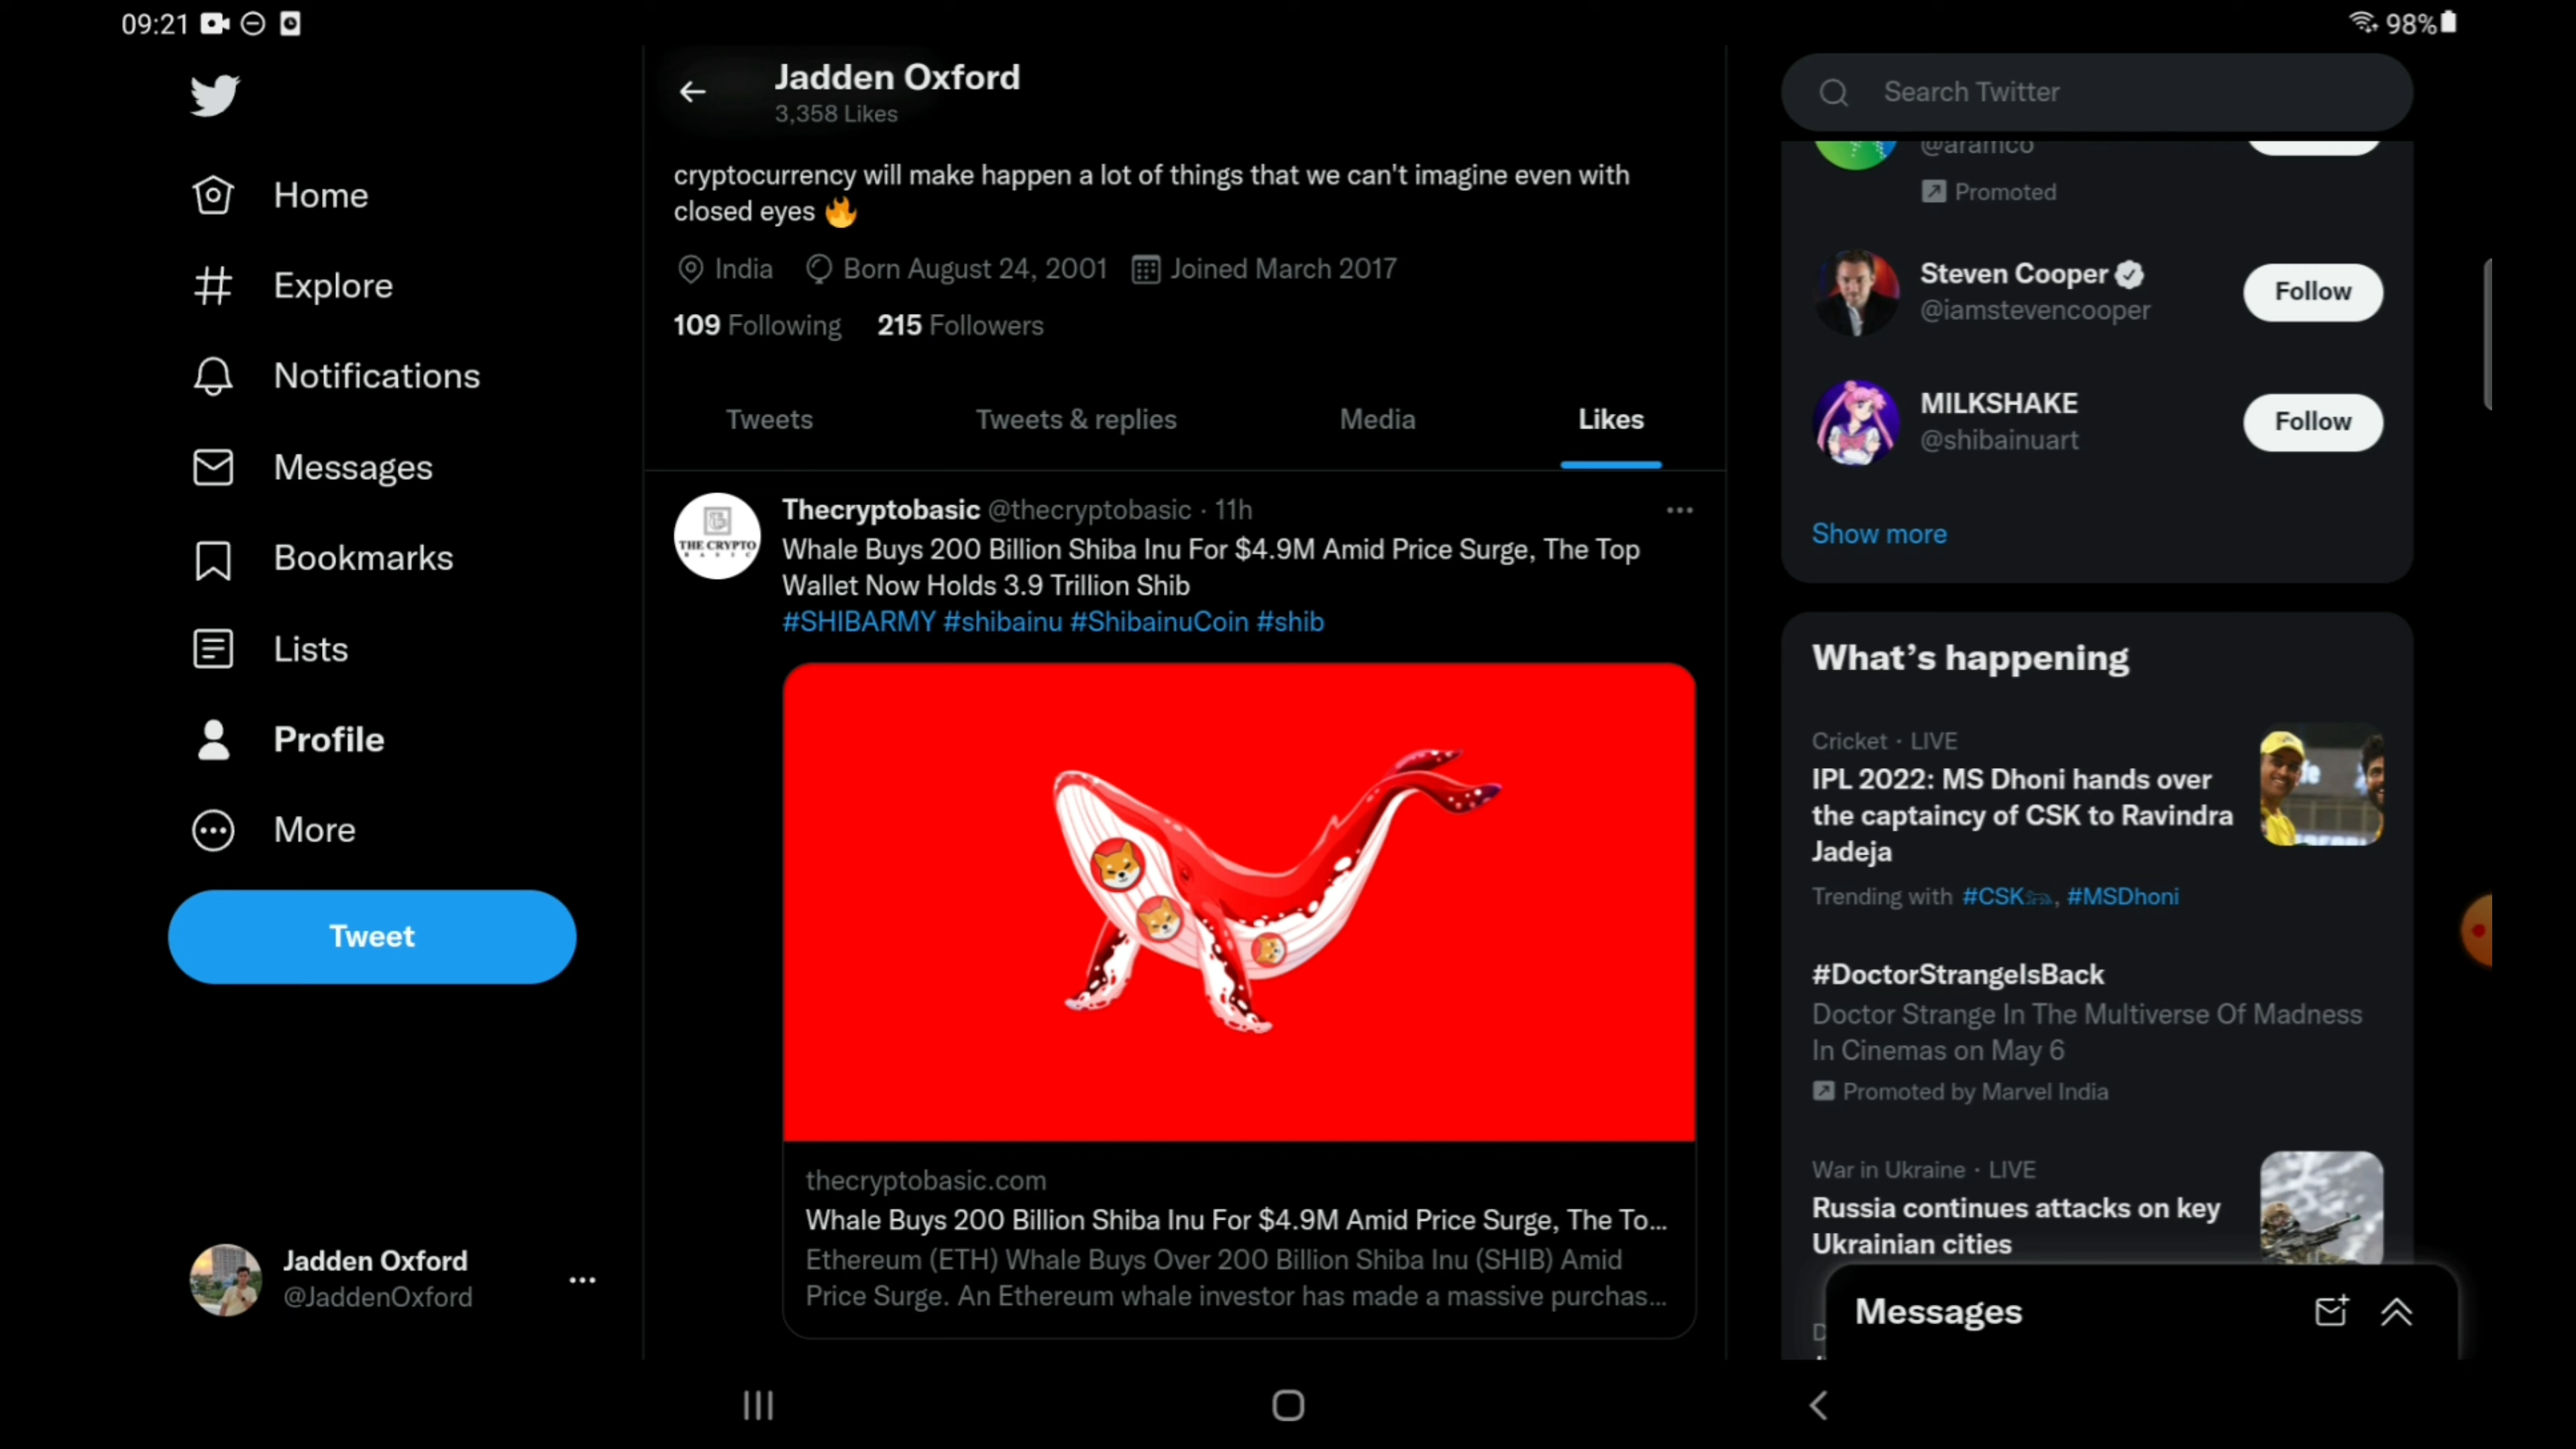 09:21
98%
Home
Explore
Notifications
Messages
Bookmarks
Lists
Profile
More
Tweet
Jadden Oxford
@JaddenOxford
Jadden Oxford
3,358 Likes
cryptocurrency will make happen a lot of things that we can't imagine even with
closed eyes 🔥
India Born August 24, 2001 Joined March 2017
109 Following 215 Followers
Tweets Tweets & replies Media Likes
THE CRYPTO
BASIC
Thecryptobasic @thecryptobasic · 11h
Whale Buys 200 Billion Shiba Inu For $4.9M Amid Price Surge, The Top
Wallet Now Holds 3.9 Trillion Shib
#SHIBARMY #shibainu #ShibainuCoin #shib
thecryptobasic.com
Whale Buys 200 Billion Shiba Inu For $4.9M Amid Price Surge, The To...
Ethereum (ETH) Whale Buys Over 200 Billion Shiba Inu (SHIB) Amid
Price Surge. An Ethereum whale investor has made a massive purchas...
Search Twitter
@aramco
Promoted
Steven Cooper
@iamstevencooper
Follow
MILKSHAKE
@shibainuart
Follow
Show more
What's happening
Cricket · LIVE
IPL 2022: MS Dhoni hands over
the captaincy of CSK to Ravindra
Jadeja
Trending with #CSK, #MSDhoni
#DoctorStrangeIsBack
Doctor Strange In The Multiverse Of Madness
In Cinemas on May 6
Promoted by Marvel India
War in Ukraine · LIVE
Russia continues attacks on key
Ukrainian cities
Messages